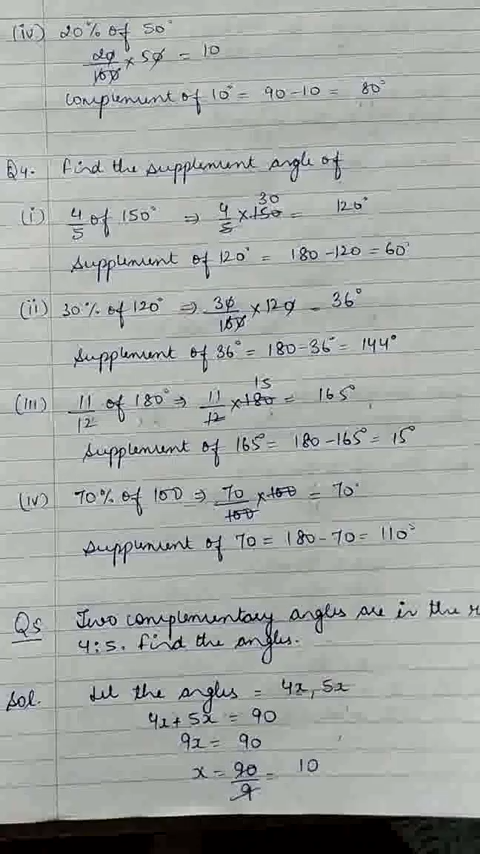 (iv) 20% of 50°
20/100 × 50 = 10
complement of 10° = 90-10 = 80°
Q4. Find the supplement angle of
(i) 4/5 of 150° ⇒ 4/5 × 150 30 = 120°
Supplement of 120° = 180-120 = 60°
(ii) 30% of 120° ⇒ 30/100 × 120 = 36°
Supplement of 36° = 180-36° = 144°
(iii) 11/12 of 180° ⇒ 11/12 × 180 15 = 165°
Supplement of 165° = 180-165° = 15°
(iv) 70% of 100 ⇒ 70/100 × 100 = 70°
Supplement of 70 = 180-70 = 110°
Q5 Two complementary angles are in the
4:5. Find the angles.
Sol. Let the angles = 4x, 5x
4x + 5x = 90
9x = 90
x = 90/9 = 10